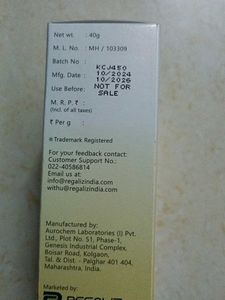 Net wt. : 40g
M. L. No. : MH / 103309
Batch No : KCJ450
Mfg. Date : 10/2024
10/2026
Use Before: NOT FOR
SALE
M. R. P. ₹ :
(Incl. of all taxes)
₹ Per g :
® Trademark Registered
For your feedback contact:
Customer Support No.:
022-40586814
Email us at:
info@regalizindia.com
withu@regalizindia.com
Manufactured by:
Aurochem Laboratories (I) Pvt.
Ltd., Plot No. 51, Phase-1,
Genesis Industrial Complex,
Boisar Road, Kolgaon,
Tal. & Dist. - Palghar 401 404.
Maharashtra, India.
Marketed by:
REGALIZ